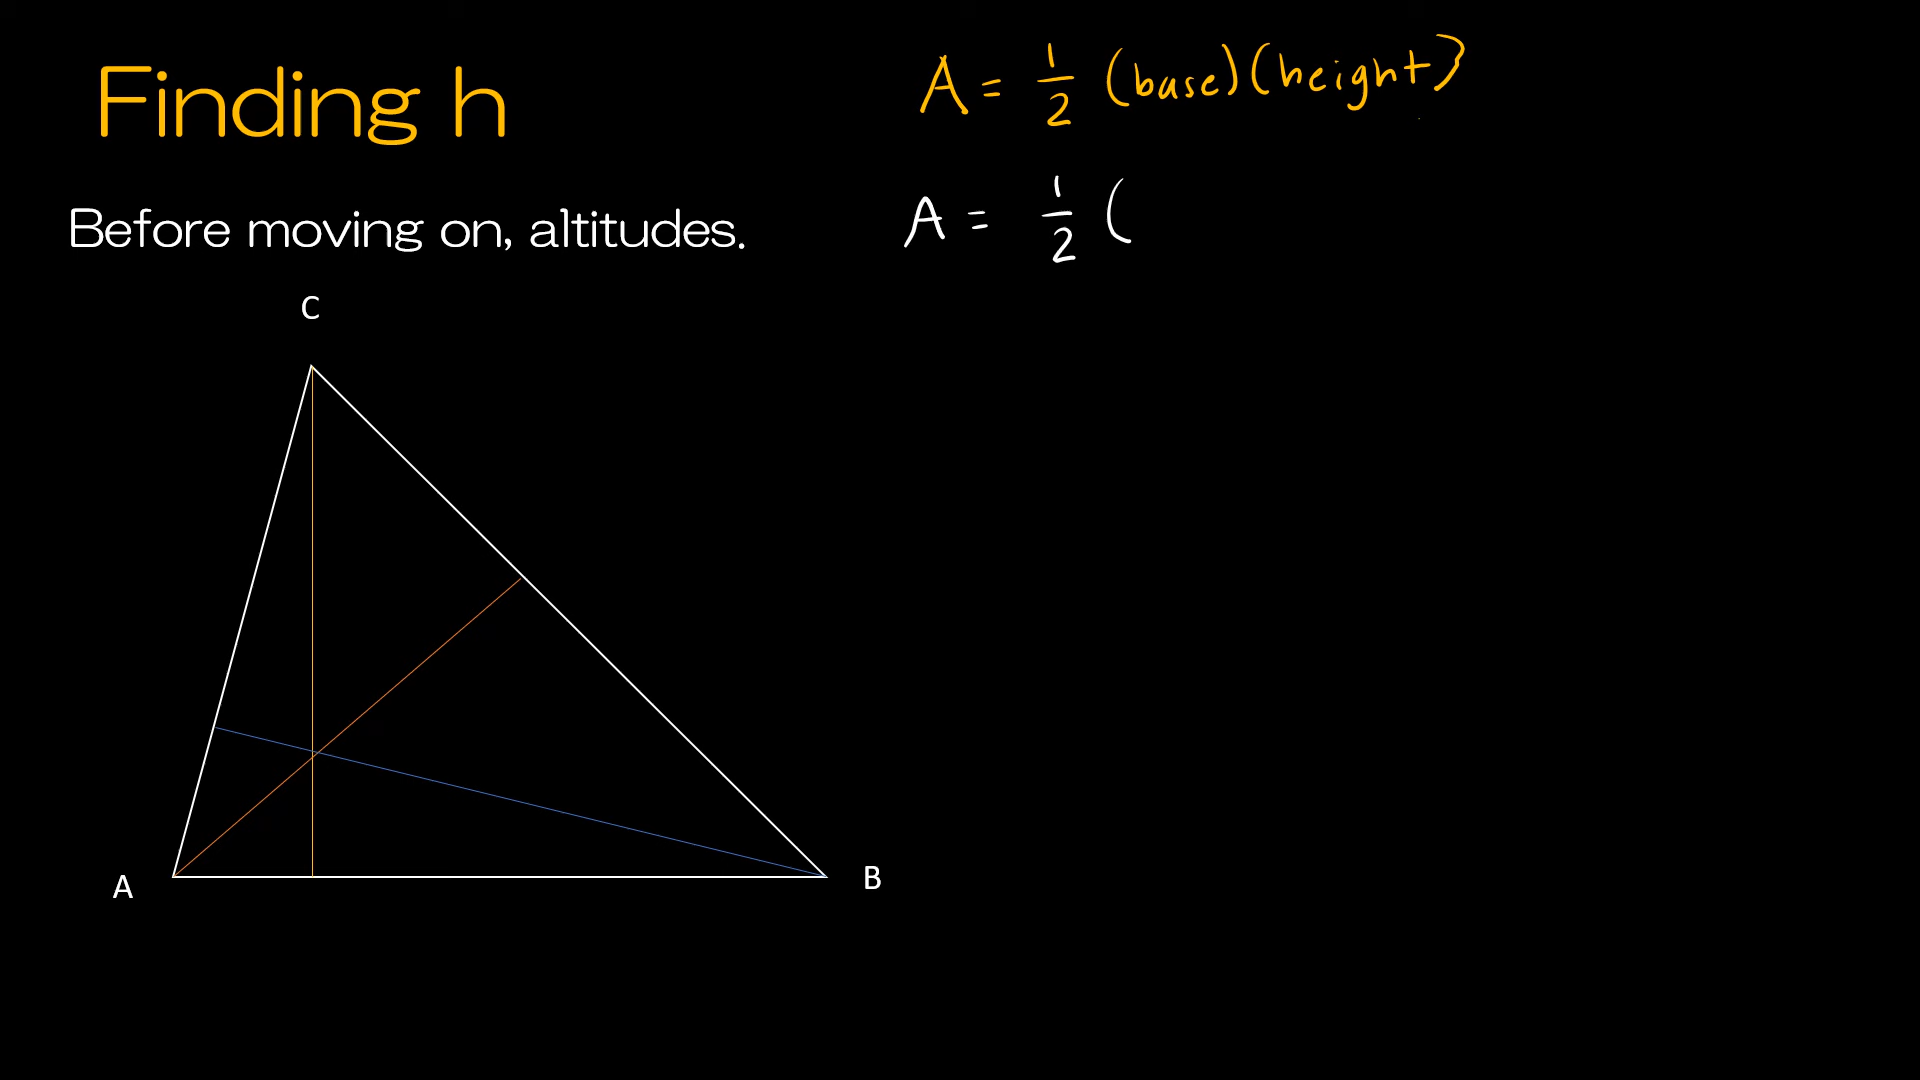 Finding h
A = 1/2 (base)(height)
Before moving on, altitudes.
A = 1/2 (
C
A
B